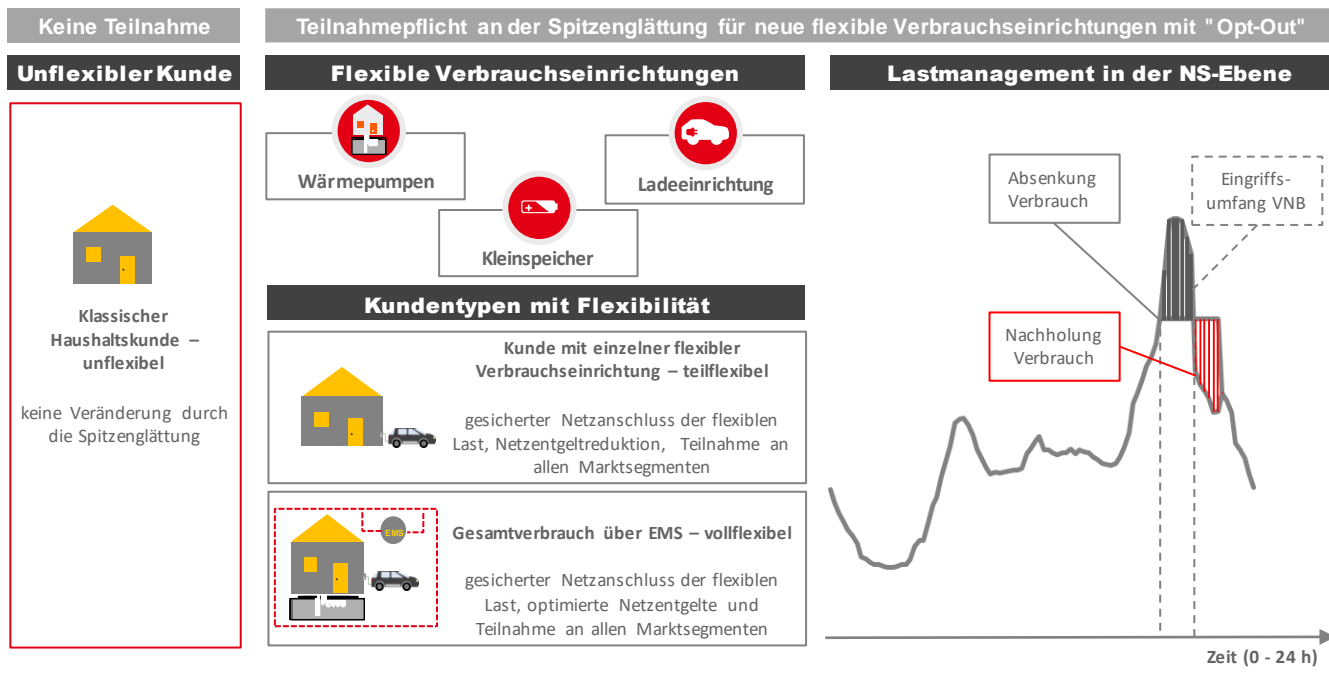 Keine Teilnahme
Teilnahmepflicht an der Spitzenglättung für neue flexible Verbrauchseinrichtungen mit "Opt-Out"
Unflexibler Kunde
Klassischer
Haushaltskunde –
unflexibel
keine Veränderung durch
die Spitzenglättung
Flexible Verbrauchseinrichtungen
Wärmepumpen
Ladeeinrichtung
Kleinspeicher
Kundentypen mit Flexibilität
Kunde mit einzelner flexibler
Verbrauchseinrichtung – teilflexibel
gesicherter Netzanschluss der flexiblen
Last, Netzentgeltreduktion, Teilnahme an
allen Marktsegmenten
EMS
Gesamtverbrauch über EMS – vollflexibel
gesicherter Netzanschluss der flexiblen
Last, optimierte Netzentgelte und
Teilnahme an allen Marktsegmenten
Lastmanagement in der NS-Ebene
Absenkung
Verbrauch
Eingriffs-
umfang VNB
Nachholung
Verbrauch
Zeit (0 - 24 h)